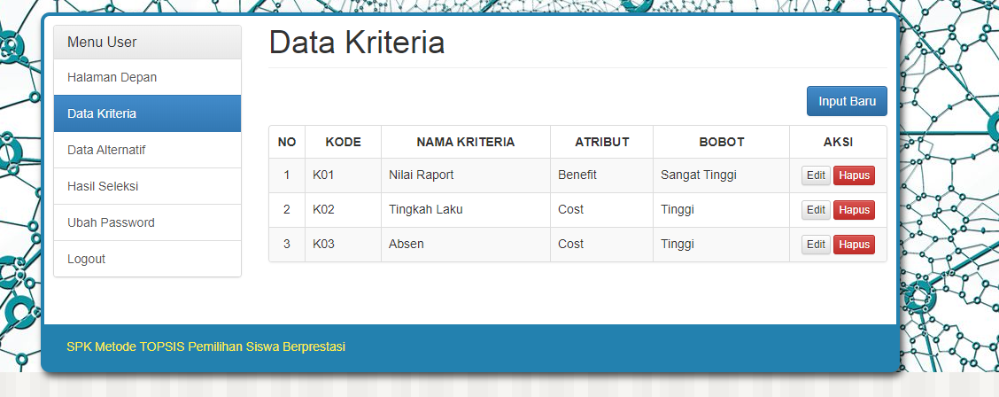 Menu User
Halaman Depan
Data Kriteria
Data Alternatif
Hasil Seleksi
Ubah Password
Logout
Data Kriteria
Input Baru
NO KODE NAMA KRITERIA ATRIBUT BOBOT AKSI
1 K01 Nilai Raport Benefit Sangat Tinggi Edit Hapus
2 K02 Tingkah Laku Cost Tinggi Edit Hapus
3 K03 Absen Cost Tinggi Edit Hapus
SPK Metode TOPSIS Pemilihan Siswa Berprestasi